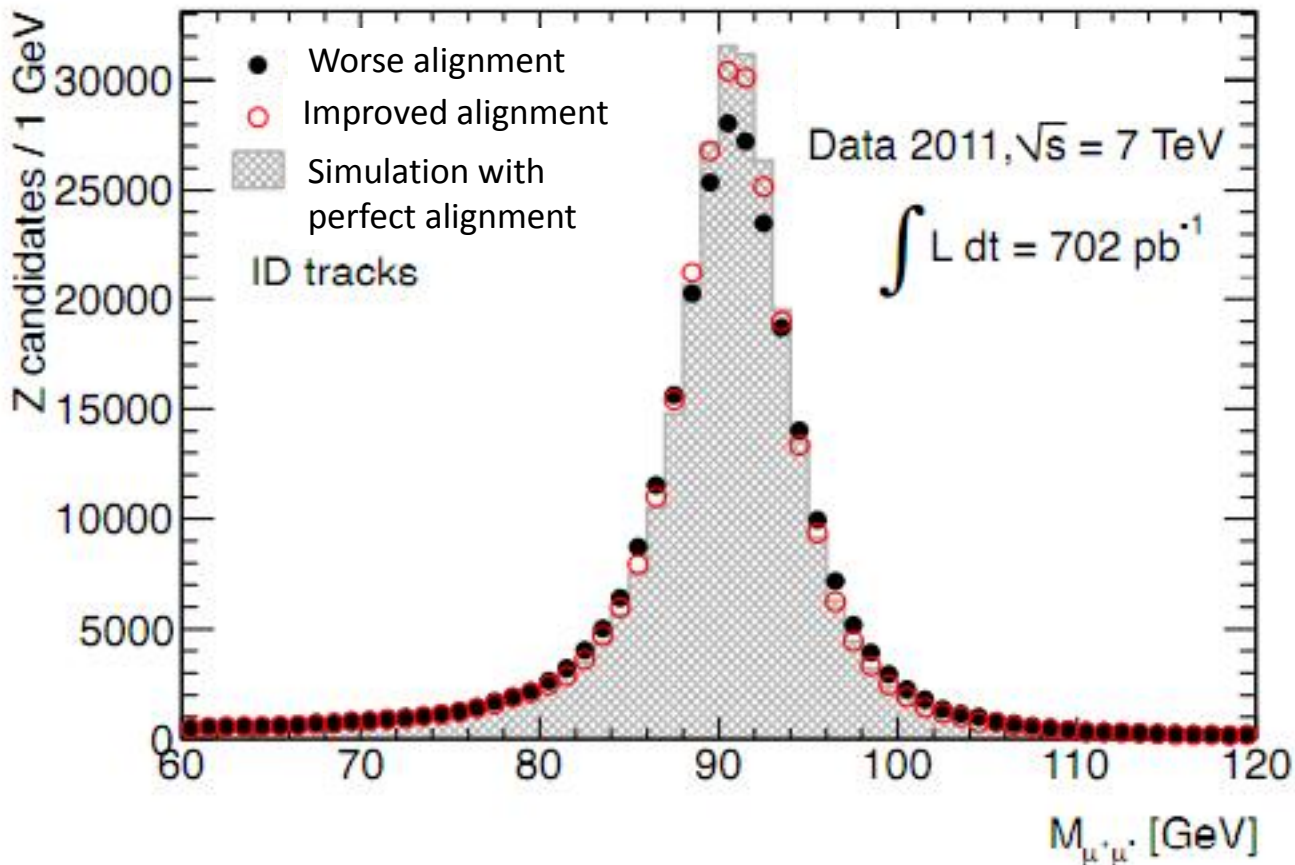 Z candidates / 1 GeV
30000
25000
20000
15000
10000
5000
0
Worse alignment
Improved alignment
Simulation with
perfect alignment
ID tracks
Data 2011, √s = 7 TeV
∫ L dt = 702 pb⁻¹
60 70 80 90 100 110 120
M_μ⁺μ⁻ [GeV]